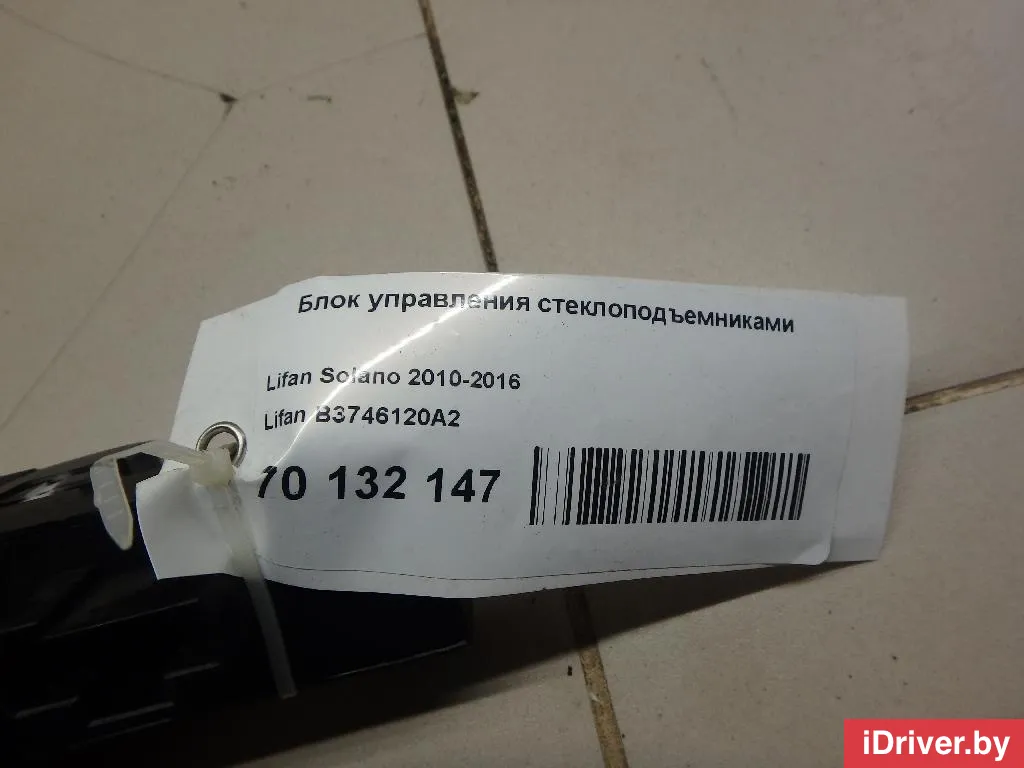 Блок управления стеклоподъемниками
Lifan Solano 2010-2016
Lifan B3746120A2
70 132 147
iDriver.by